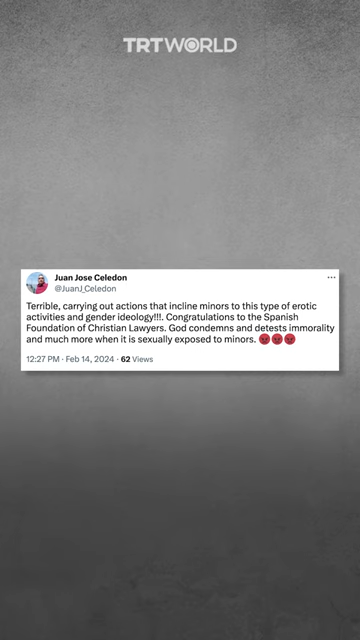 TRTWORLD
Juan Jose Celedon
@JuanJ_Celedon
Terrible, carrying out actions that incline minors to this type of erotic
activities and gender ideology!!!. Congratulations to the Spanish
Foundation of Christian Lawyers. God condemns and detests immorality
and much more when it is sexually exposed to minors. 😡😡😡
12:27 PM · Feb 14, 2024 · 62 Views